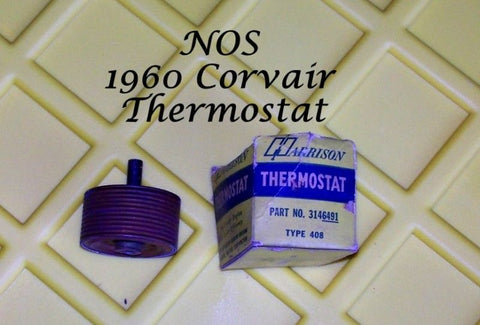 NOS
1960 Corvair
Thermostat
HARRISON
THERMOSTAT
PART NO. 3146491
TYPE 408